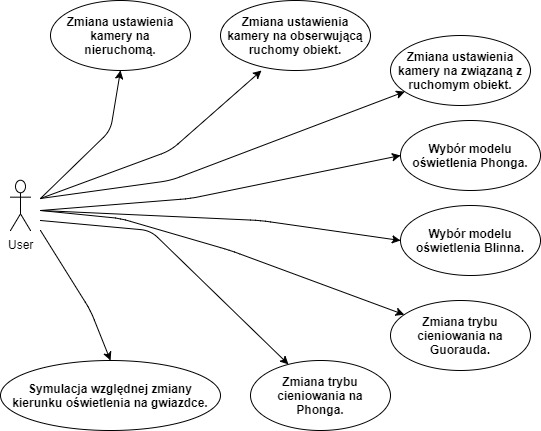 Zmiana ustawienia
kamery na
nieruchomą.
Zmiana ustawienia
kamery na obserwującą
ruchomy obiekt.
Zmiana ustawienia
kamery na związaną z
ruchomym obiekt.
Wybór modelu
oświetlenia Phonga.
User
Wybór modelu
oświetlenia Blinna.
Zmiana trybu
cieniowania na
Guorauda.
Symulacja względnej zmiany
kierunku oświetlenia na gwiazdce.
Zmiana trybu
cieniowania na
Phonga.